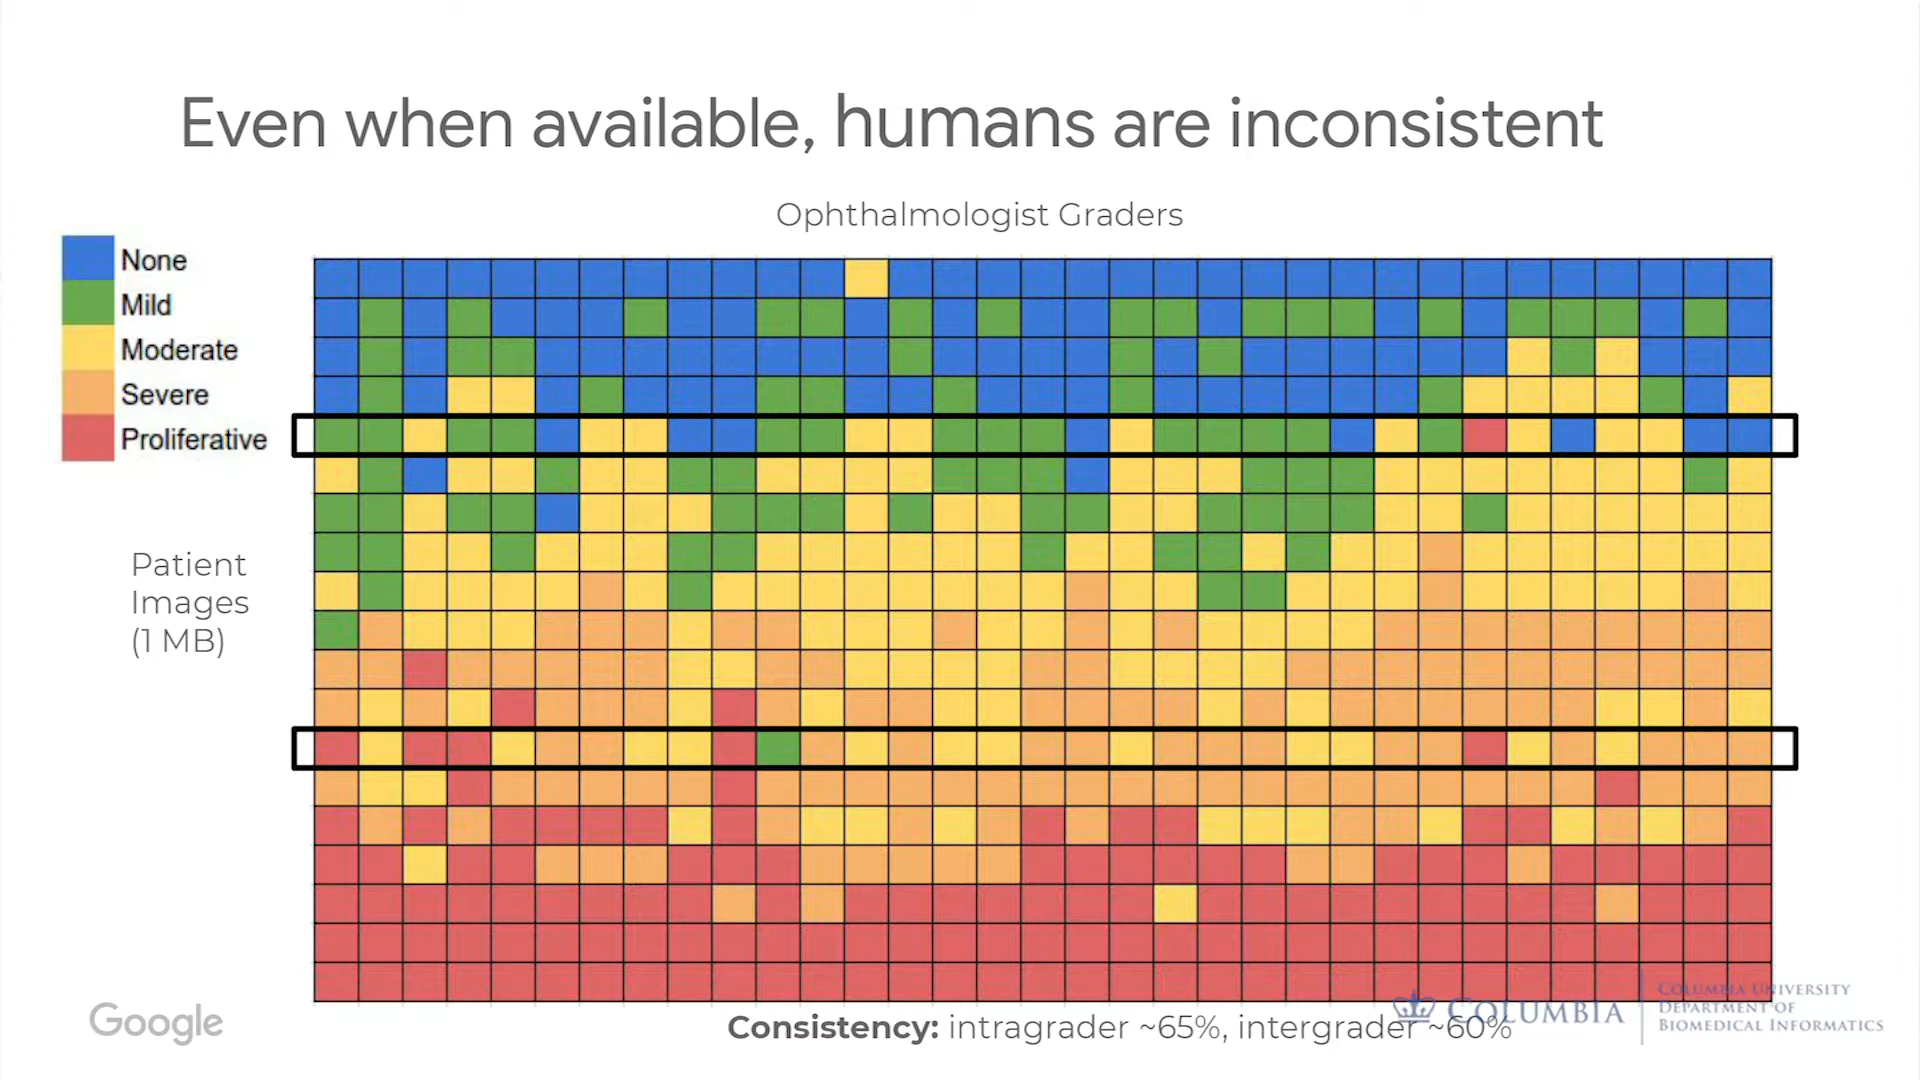 Even when available, humans are inconsistent
Ophthalmologist Graders
None
Mild
Moderate
Severe
Proliferative
Patient
Images
(1 MB)
Google
Consistency: intragrader ~65%, intergrader ~60%
COLUMBIA
COLUMBIA UNIVERSITY
DEPARTMENT OF
BIOMEDICAL INFORMATICS